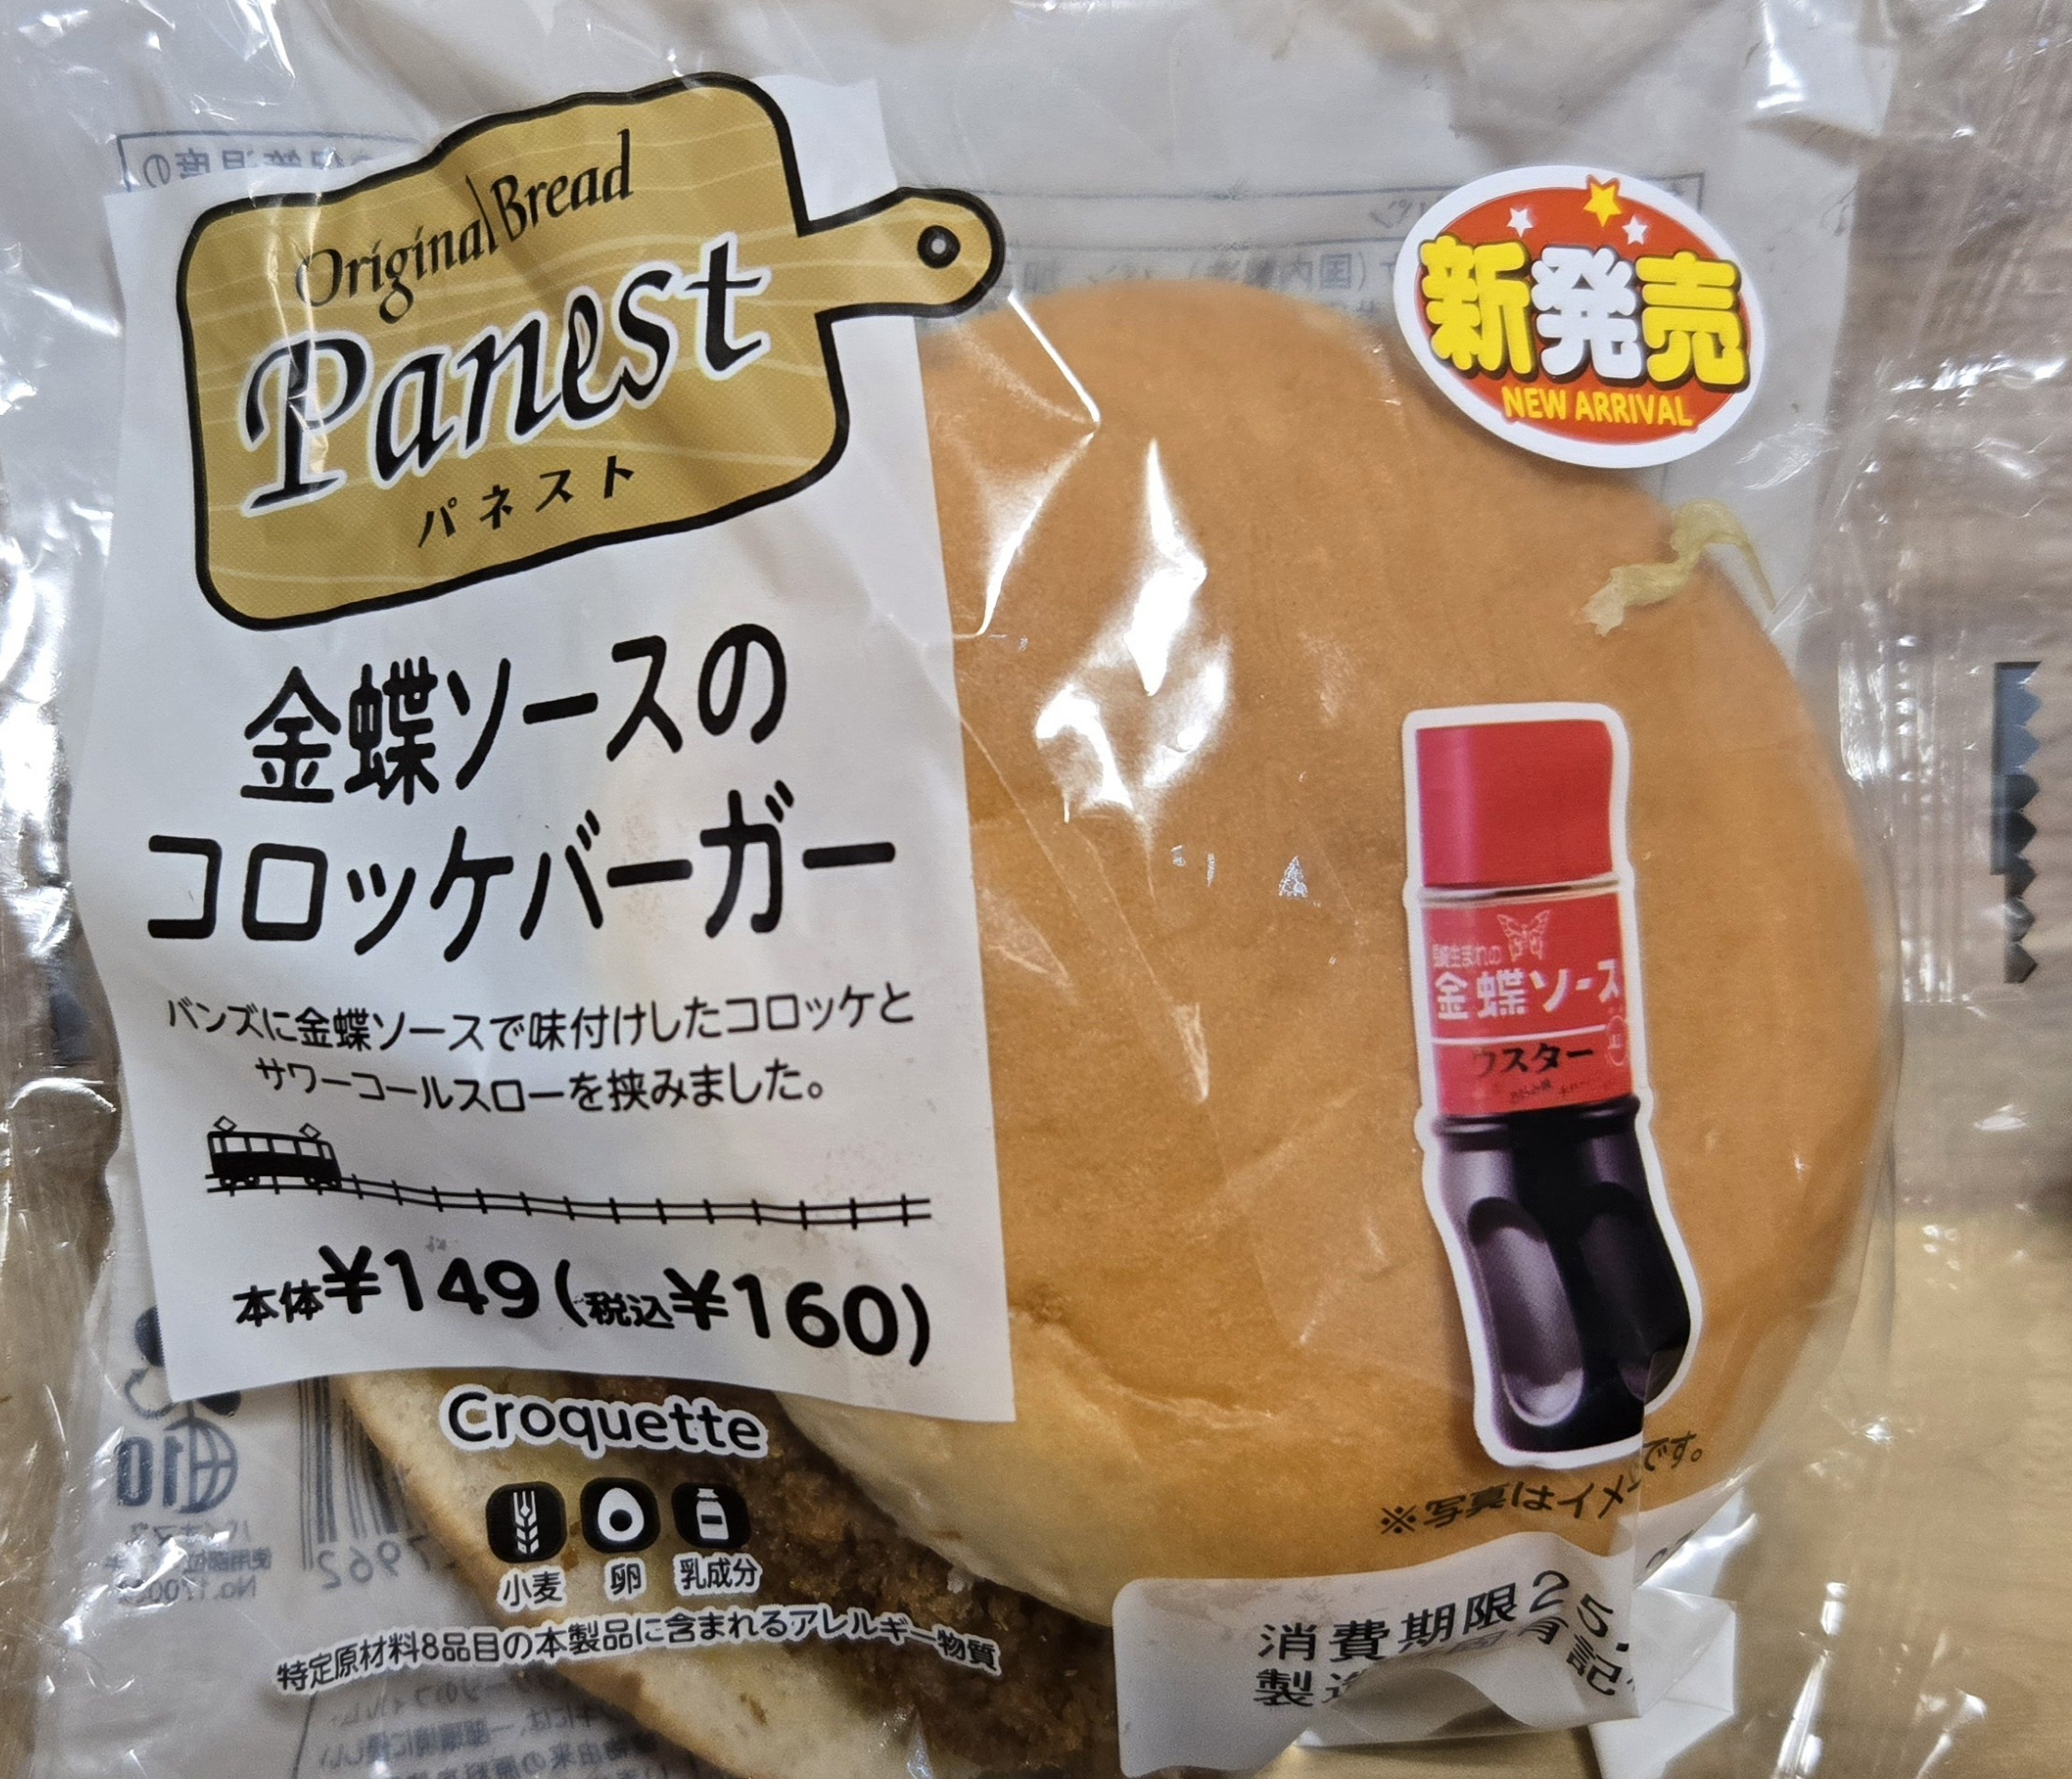 Original Bread
Panest
パネスト
新発売
NEW ARRIVAL
金蝶ソースの
コロッケバーガー
バンズに金蝶ソースで味付けしたコロッケと
サワーコールスローを挟みました。
本体¥149(税込¥160)
生まれの
金蝶ソース
ウスター
Croquette
小麦 卵 乳成分
特定原材料8品目の本製品に含まれるアレルギー物質
※写真はイメ です。
消費期限25.
製造